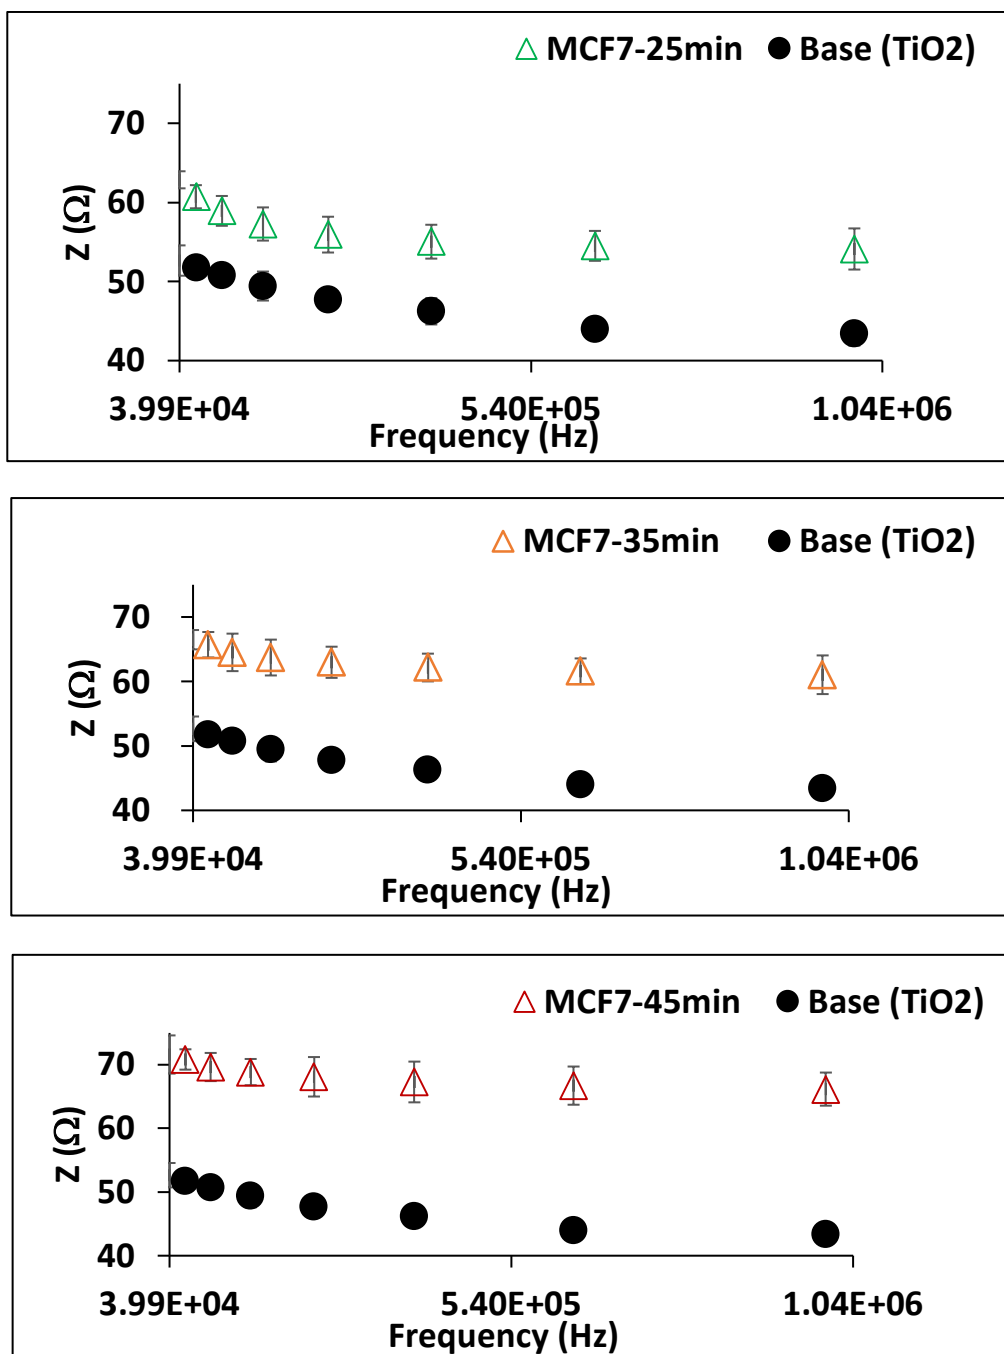 MCF7-25min Base (TiO2)
70
60
50
40
Z (Ω)
3.99E+04 5.40E+05 1.04E+06
Frequency (Hz)
MCF7-35min Base (TiO2)
70
60
50
40
Z (Ω)
3.99E+04 5.40E+05 1.04E+06
Frequency (Hz)
MCF7-45min Base (TiO2)
70
60
50
40
Z (Ω)
3.99E+04 5.40E+05 1.04E+06
Frequency (Hz)